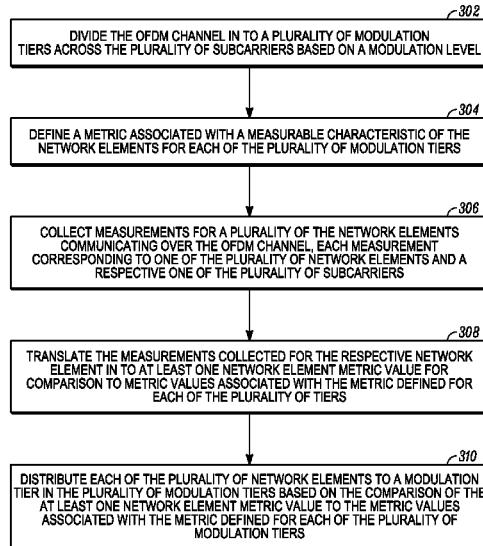 302
DIVIDE THE OFDM CHANNEL IN TO A PLURALITY OF MODULATION
TIERS ACROSS THE PLURALITY OF SUBCARRIERS BASED ON A MODULATION LEVEL
304
DEFINE A METRIC ASSOCIATED WITH A MEASURABLE CHARACTERISTIC OF THE
NETWORK ELEMENTS FOR EACH OF THE PLURALITY OF MODULATION TIERS
306
COLLECT MEASUREMENTS FOR A PLURALITY OF THE NETWORK ELEMENTS
COMMUNICATING OVER THE OFDM CHANNEL, EACH MEASUREMENT
CORRESPONDING TO ONE OF THE PLURALITY OF NETWORK ELEMENTS AND A
RESPECTIVE ONE OF THE PLURALITY OF SUBCARRIERS
308
TRANSLATE THE MEASUREMENTS COLLECTED FOR THE RESPECTIVE NETWORK
ELEMENT IN TO AT LEAST ONE NETWORK ELEMENT METRIC VALUE FOR
COMPARISON TO METRIC VALUES ASSOCIATED WITH THE METRIC DEFINED FOR
EACH OF THE PLURALITY OF TIERS
310
DISTRIBUTE EACH OF THE PLURALITY OF NETWORK ELEMENTS TO A MODULATION
TIER IN THE PLURALITY OF MODULATION TIERS BASED ON THE COMPARISON OF THE
AT LEAST ONE NETWORK ELEMENT METRIC VALUE TO THE METRIC VALUES
ASSOCIATED WITH THE METRIC DEFINED FOR EACH OF THE PLURALITY OF
MODULATION TIERS